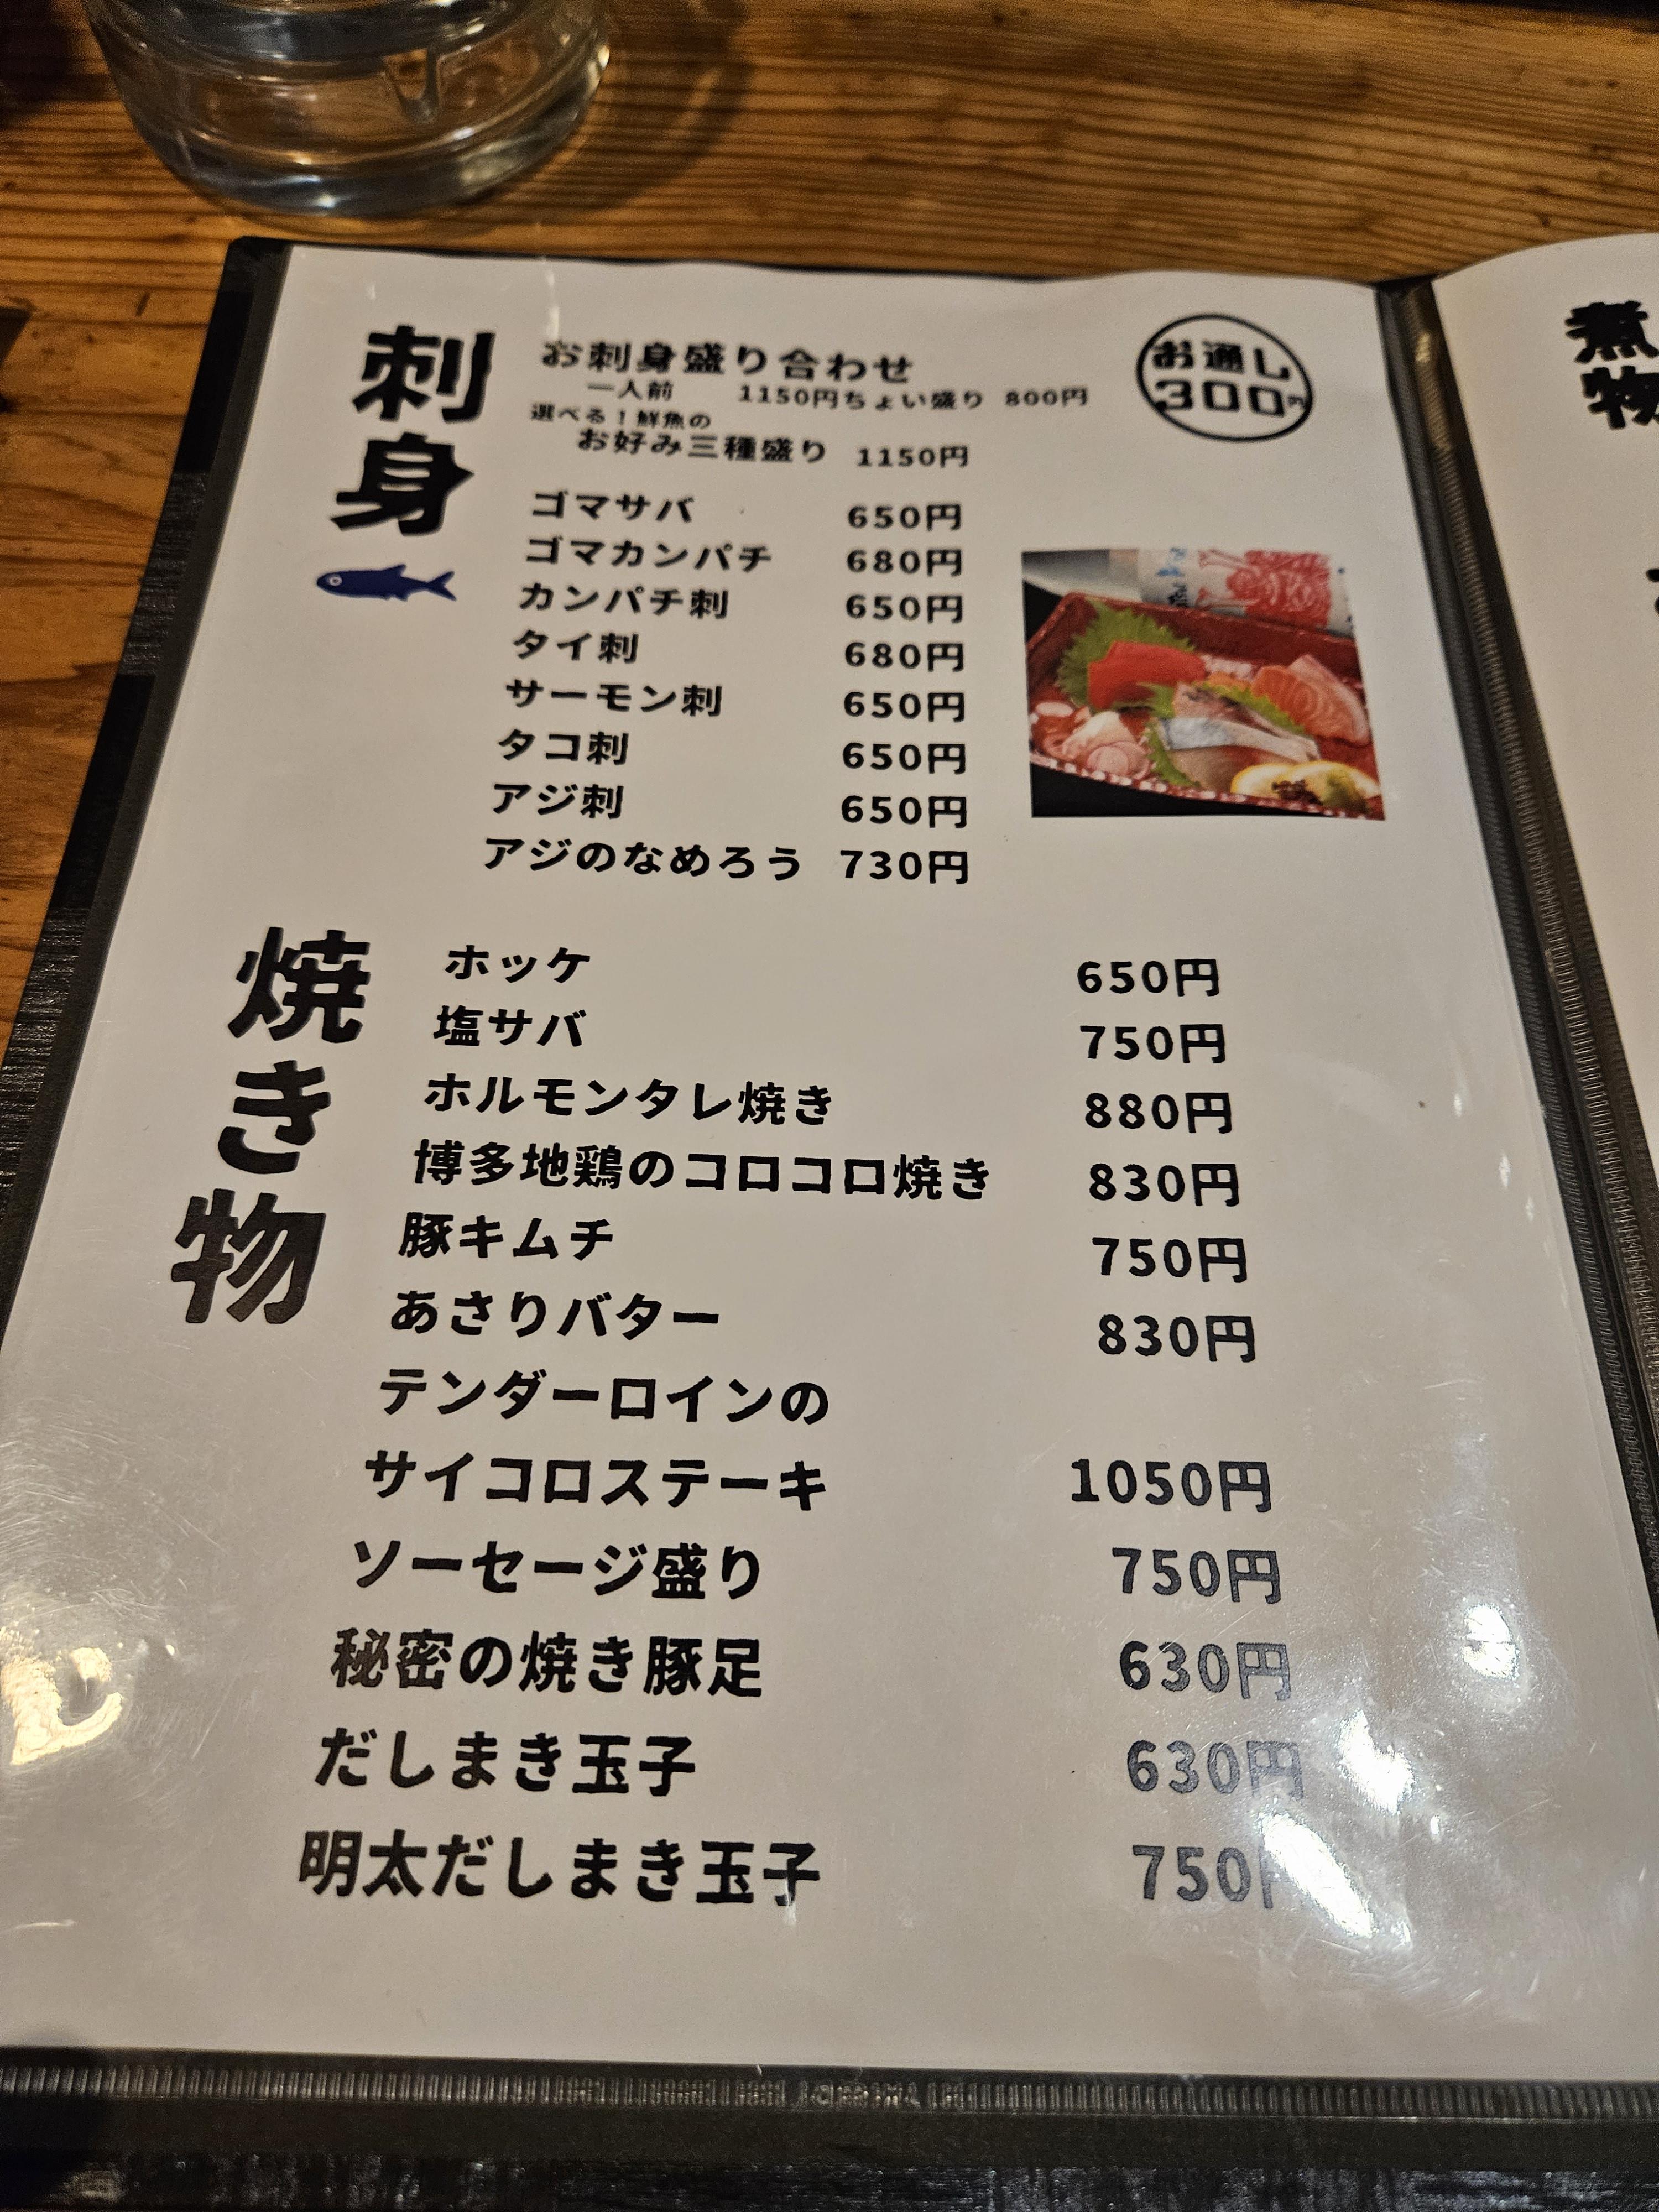 刺身
お刺身盛り合わせ
一人前 1150円ちょい盛り 800円
選べる！鮮魚の
お好み三種盛り 1150円
お通し
300円
ゴマサバ 650円
ゴマカンパチ 680円
カンパチ刺 650円
タイ刺 680円
サーモン刺 650円
タコ刺 650円
アジ刺 650円
アジのなめろう 730円
焼き物
ホッケ 650円
塩サバ 750円
ホルモンタレ焼き 880円
博多地鶏のコロコロ焼き 830円
豚キムチ 750円
あさりバター 830円
テンダーロインの
サイコロステーキ 1050円
ソーセージ盛り 750円
秘密の焼き豚足 630円
だしまき玉子 630円
明太だしまき玉子 750円
煮物